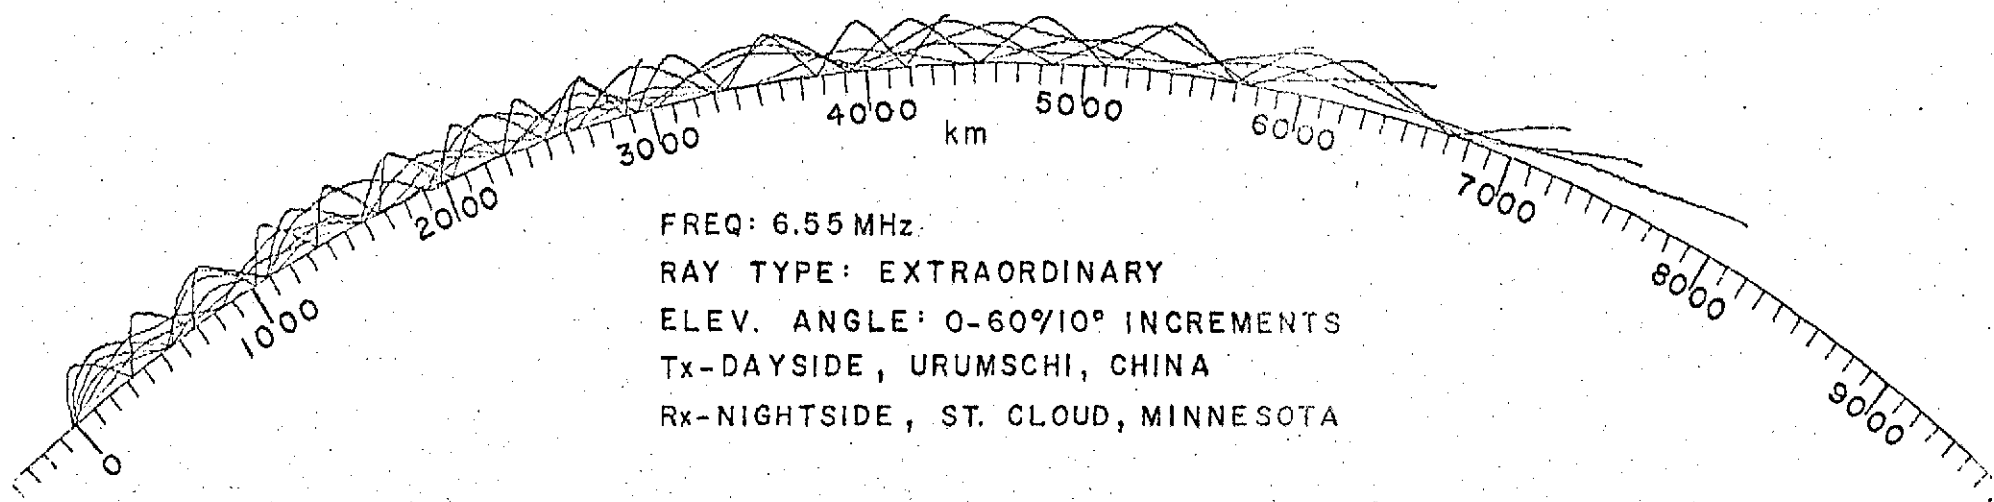 0
1000
2000
3000
4000
5000
6000
7000
8000
9000
km
FREQ: 6.55 MHz
RAY TYPE: EXTRAORDINARY
ELEV. ANGLE: 0-60°/10° INCREMENTS
Tx-DAYSIDE, URUMSCHI, CHINA
Rx-NIGHTSIDE, ST. CLOUD, MINNESOTA